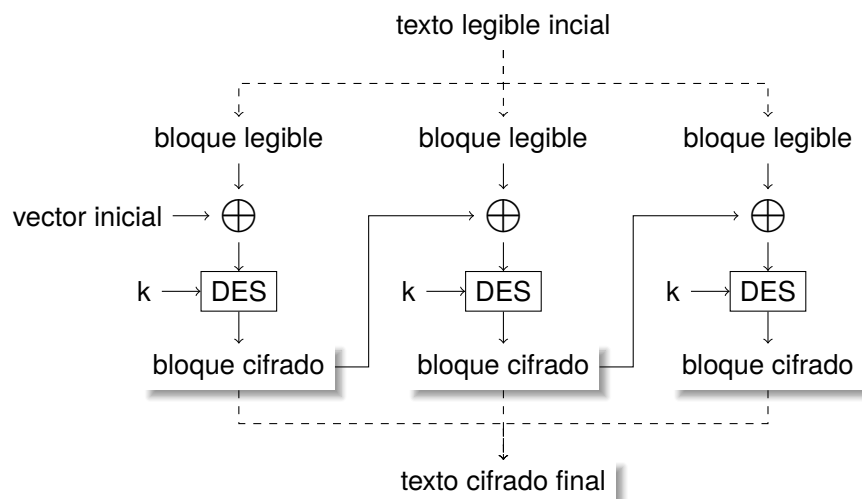 texto legible incial
bloque legible bloque legible bloque legible
vector inicial
k DES k DES k DES
bloque cifrado bloque cifrado bloque cifrado
texto cifrado final